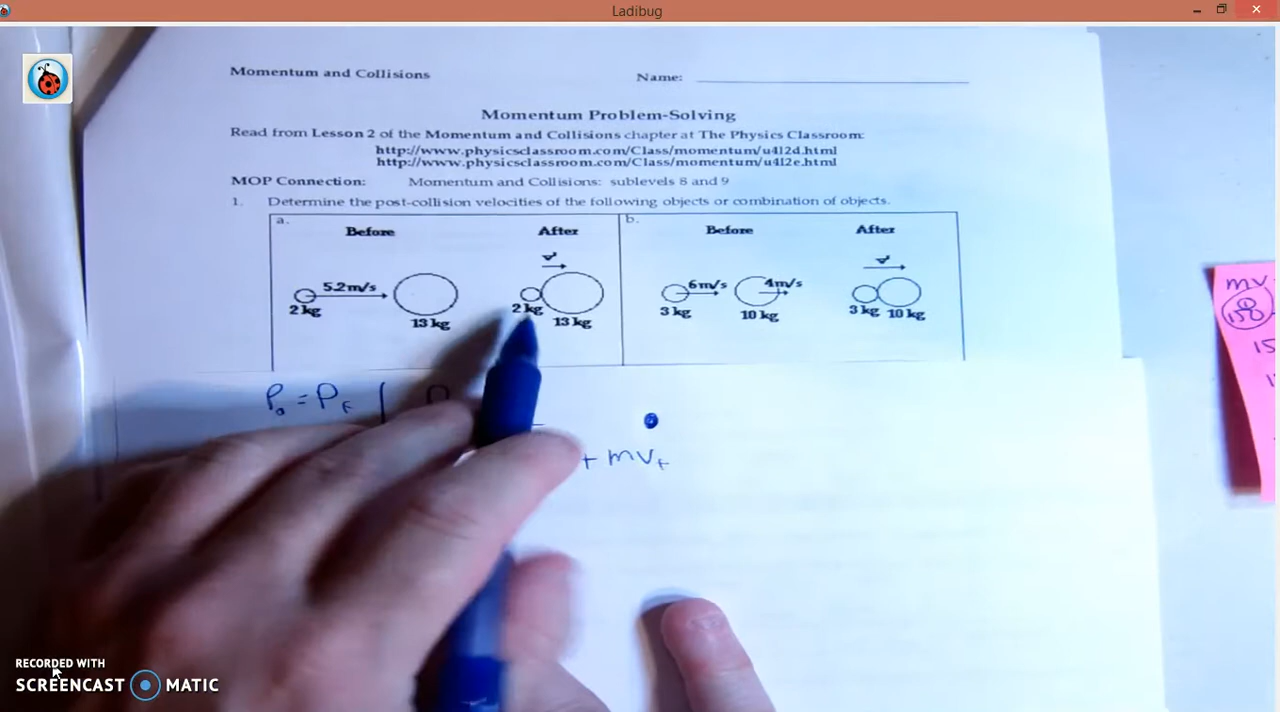 Ladibug
Momentum and Collisions
Name:
Momentum Problem-Solving
Read from Lesson 2 of the Momentum and Collisions chapter at The Physics Classroom:
http://www.physicsclassroom.com/Class/momentum/u4l2d.html
http://www.physicsclassroom.com/Class/momentum/u4l2e.html
MOP Connection: Momentum and Collisions: sublevels 8 and 9
1. Determine the post-collision velocities of the following objects or combination of objects.
a.
Before After
v
5.2 m/s
2 kg 13 kg
2 kg 13 kg
b.
Before After
v
6 m/s 4 m/s
3 kg 10 kg
3 kg 10 kg
P₀ = P_F
+ mv
mv
RECORDED WITH
SCREENCAST MATIC